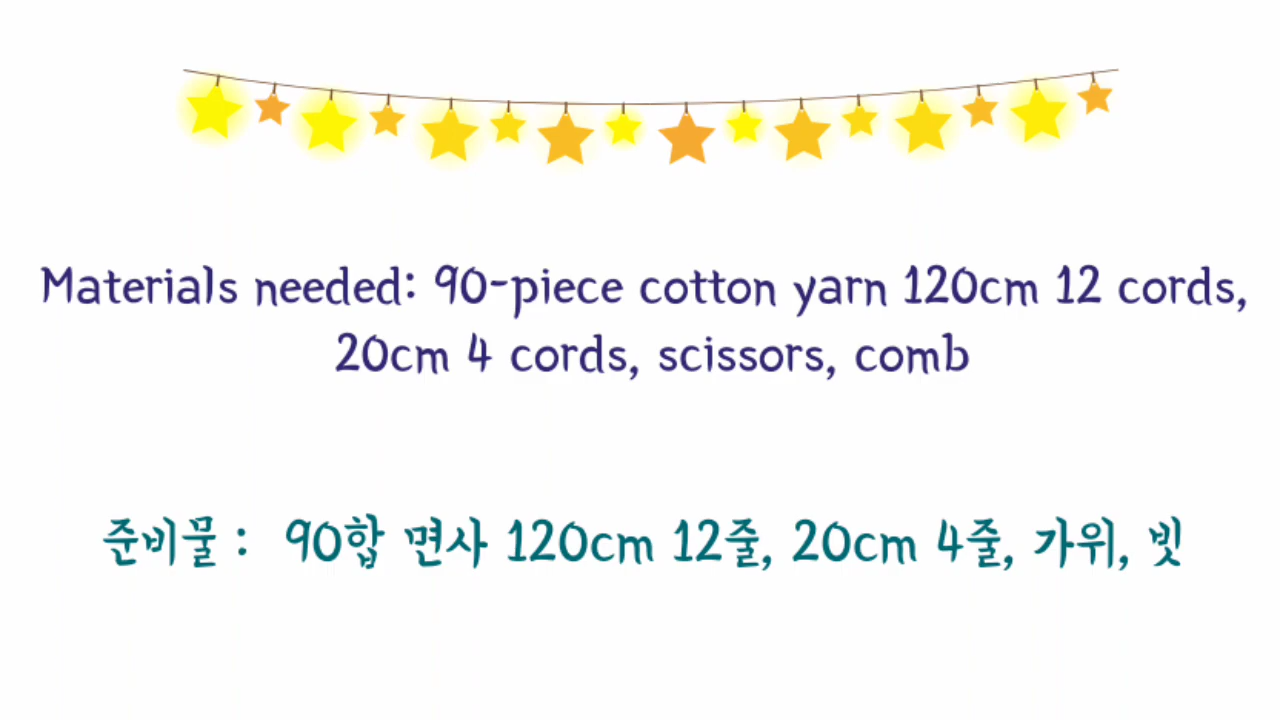 Materials needed: 90-piece cotton yarn 120cm 12 cords,
20cm 4 cords, scissors, comb
준비물 : 90합 면사 120cm 12줄, 20cm 4줄, 가위, 빗